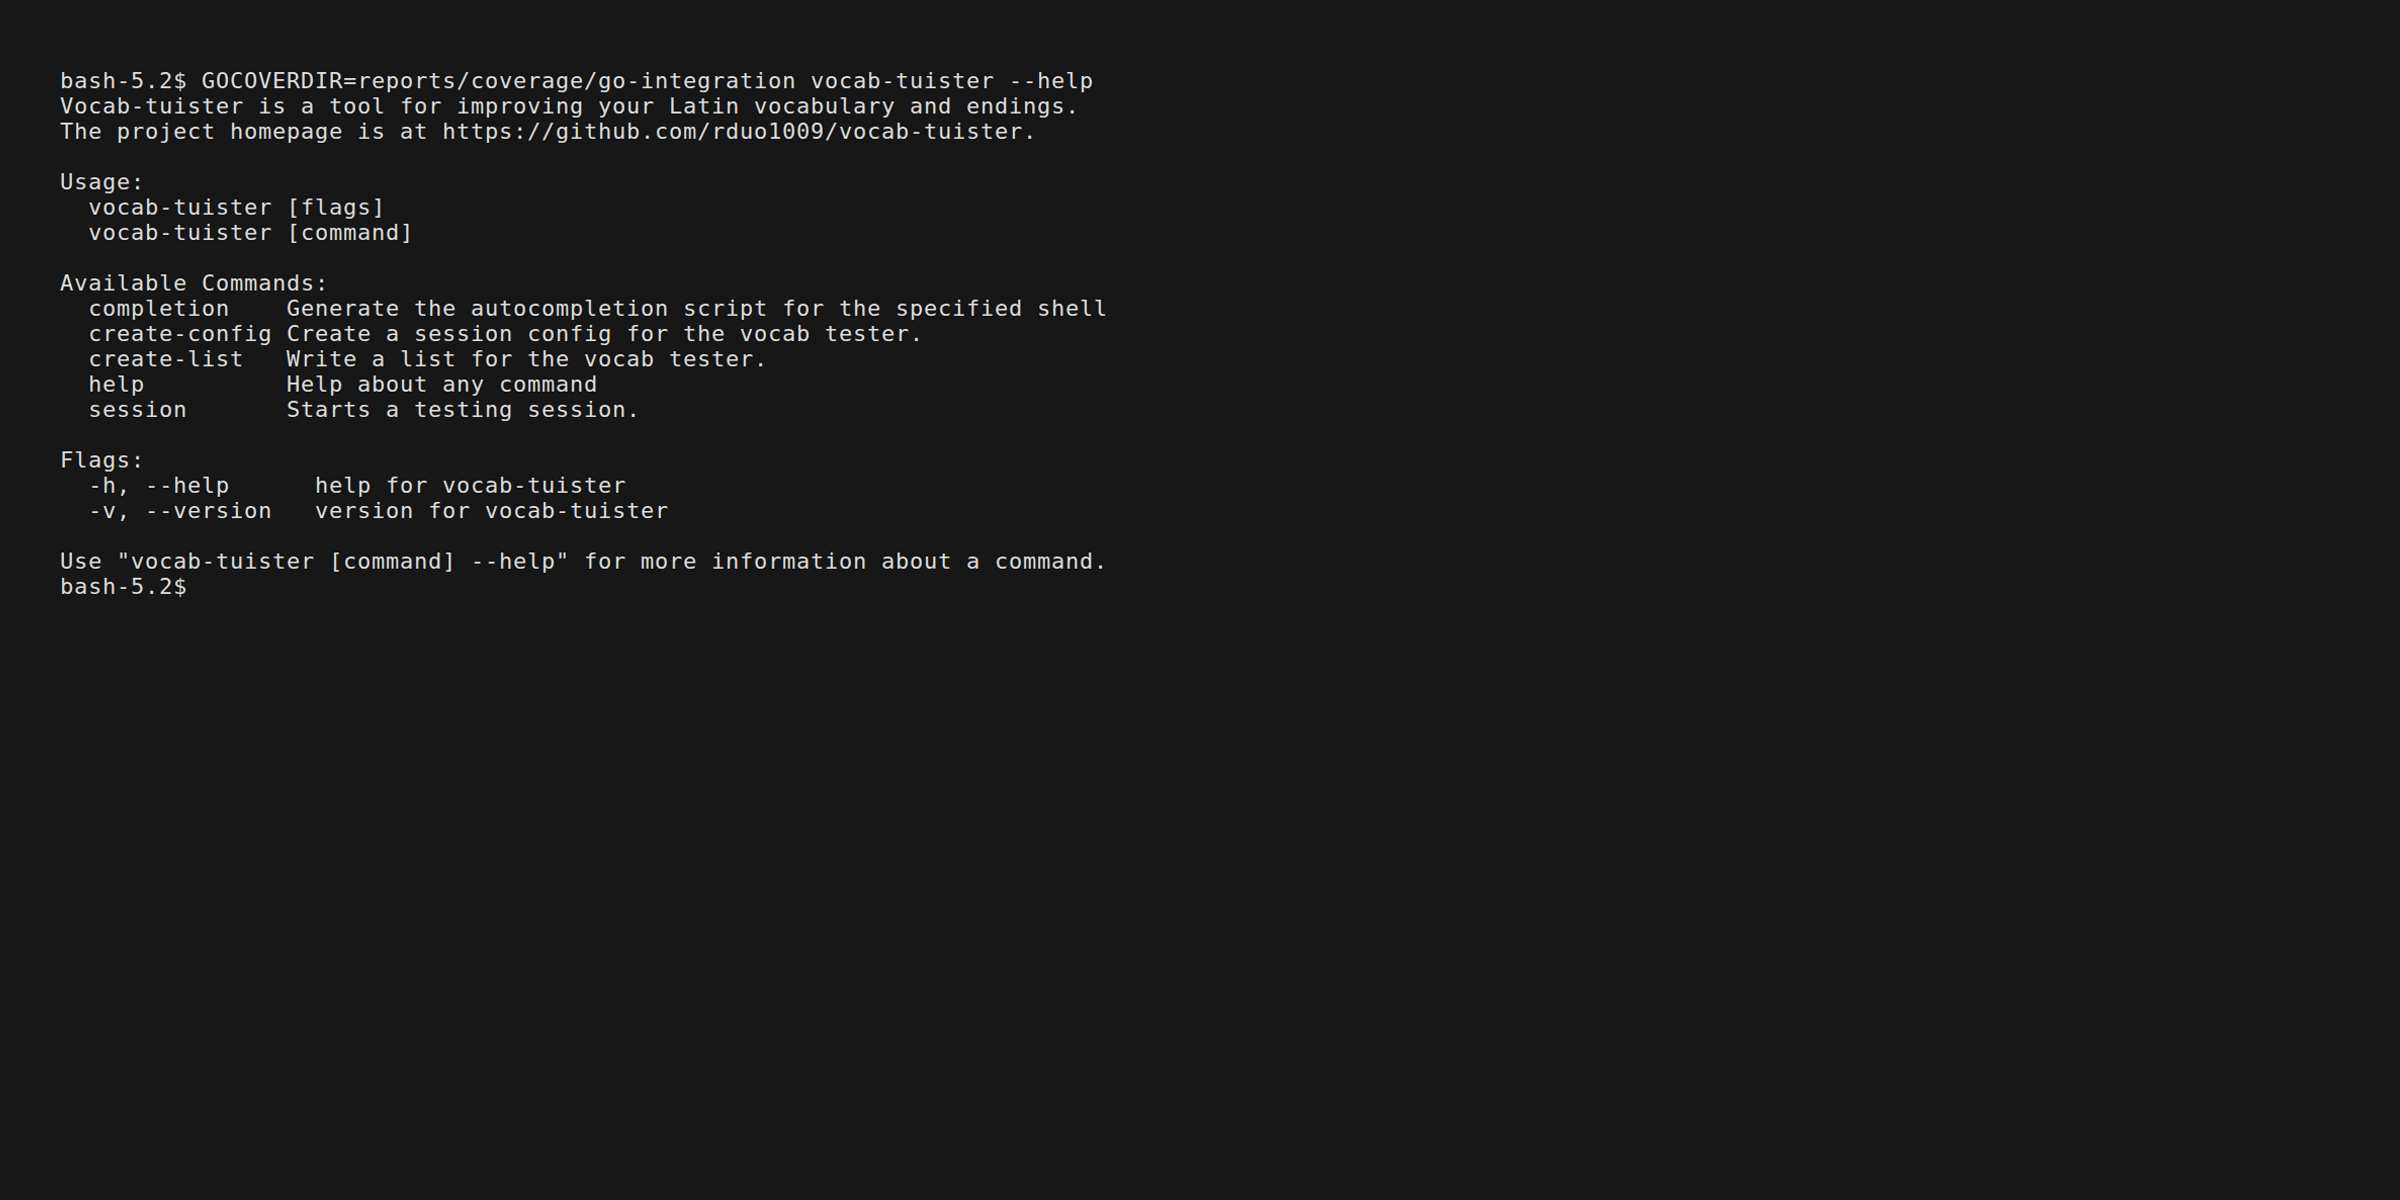 bash-5.2$ GOCOVERDIR=reports/coverage/go-integration vocab-tuister --help
Vocab-tuister is a tool for improving your Latin vocabulary and endings.
The project homepage is at https://github.com/rduo1009/vocab-tuister.

Usage:
  vocab-tuister [flags]
  vocab-tuister [command]

Available Commands:
  completion    Generate the autocompletion script for the specified shell
  create-config Create a session config for the vocab tester.
  create-list   Write a list for the vocab tester.
  help          Help about any command
  session       Starts a testing session.

Flags:
  -h, --help      help for vocab-tuister
  -v, --version   version for vocab-tuister

Use "vocab-tuister [command] --help" for more information about a command.
bash-5.2$